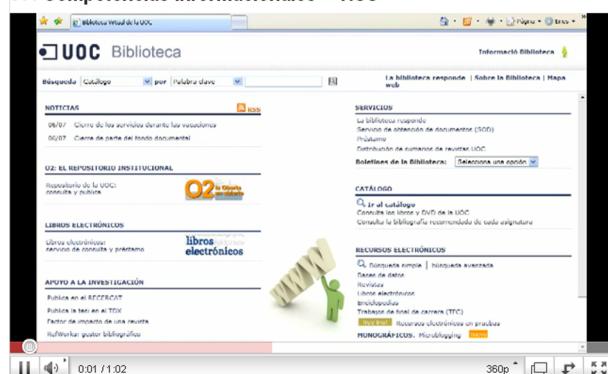 Biblioteca Virtual de la UOC
Página
UOC Biblioteca
Informació Biblioteca
Búsqueda Catálogo por Palabra clave
La biblioteca responde | Sobre la Biblioteca | Mapa web
NOTICIAS
RSS
06/07 Cierre de los servicios durante las vacaciones
06/07 Cierre de parte del fondo documental
O2: EL REPOSITORIO INSTITUCIONAL
Repositorio de la UOC:
consulta y publica
O2
LIBROS ELECTRÓNICOS
Libros electrónicos:
servicio de consulta y préstamo
libros
electrónicos
APOYO A LA INVESTIGACIÓN
Publica en el RECERCAT
Publica la tesi en el TDX
Factor de impacto de una revista
RefWorks: gestor bibliográfico
WWW
SERVICIOS
La biblioteca responde
Servicio de obtención de documentos (SOD)
Préstamo
Distribución de sumarios de revistas UOC
Boletines de la Biblioteca: Selecciona una opción
CATÁLOGO
Ir al catálogo
Consulta los libros y DVD de la UOC
Consulta la bibliografía recomendada de cada asignatura
RECURSOS ELECTRÓNICOS
Búsqueda simple | búsqueda avanzada
Bases de datos
Revistas
Libros electrónicos
Enciclopedias
Trabajos de final de carrera (TFC)
Recursos electrónicos en pruebas
MONOGRÁFICOS. Microblogging
0:01 / 1:02
360p